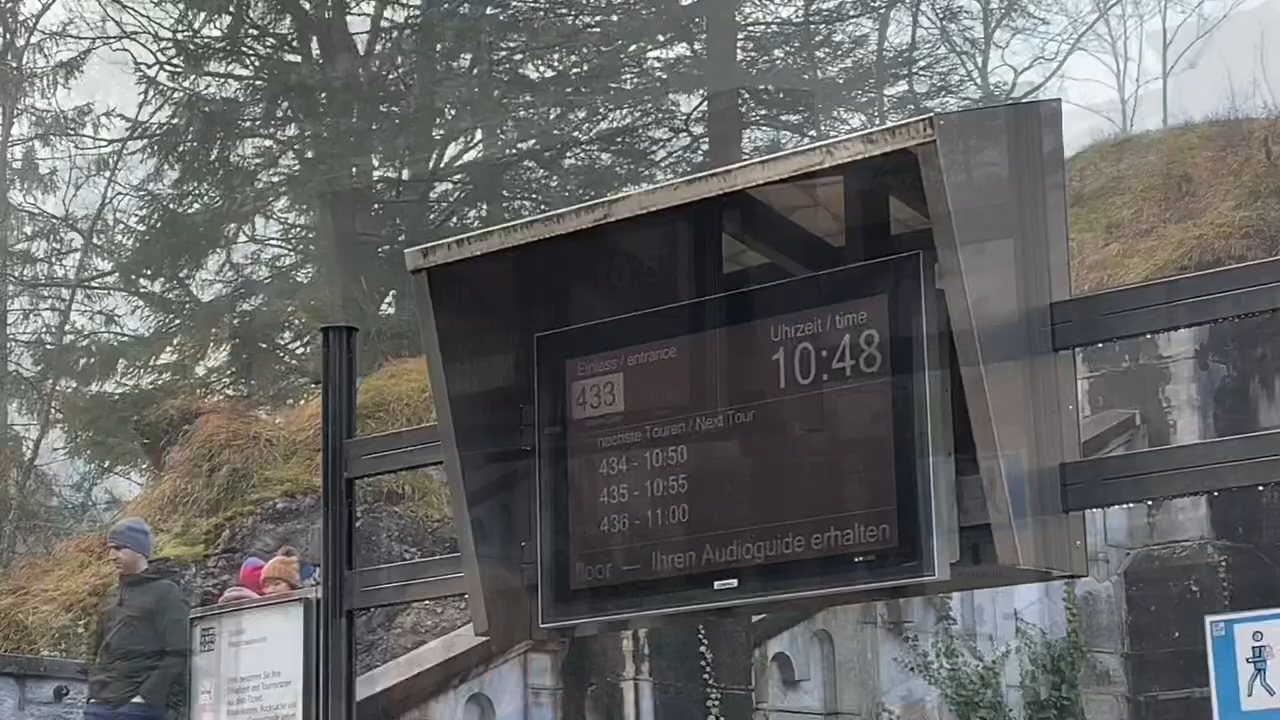 Einlass / entrance
433
Uhrzeit / time
10:48
nächste Touren / Next Tour
434 - 10:50
435 - 10:55
436 - 11:00
floor — Ihren Audioguide erhalten